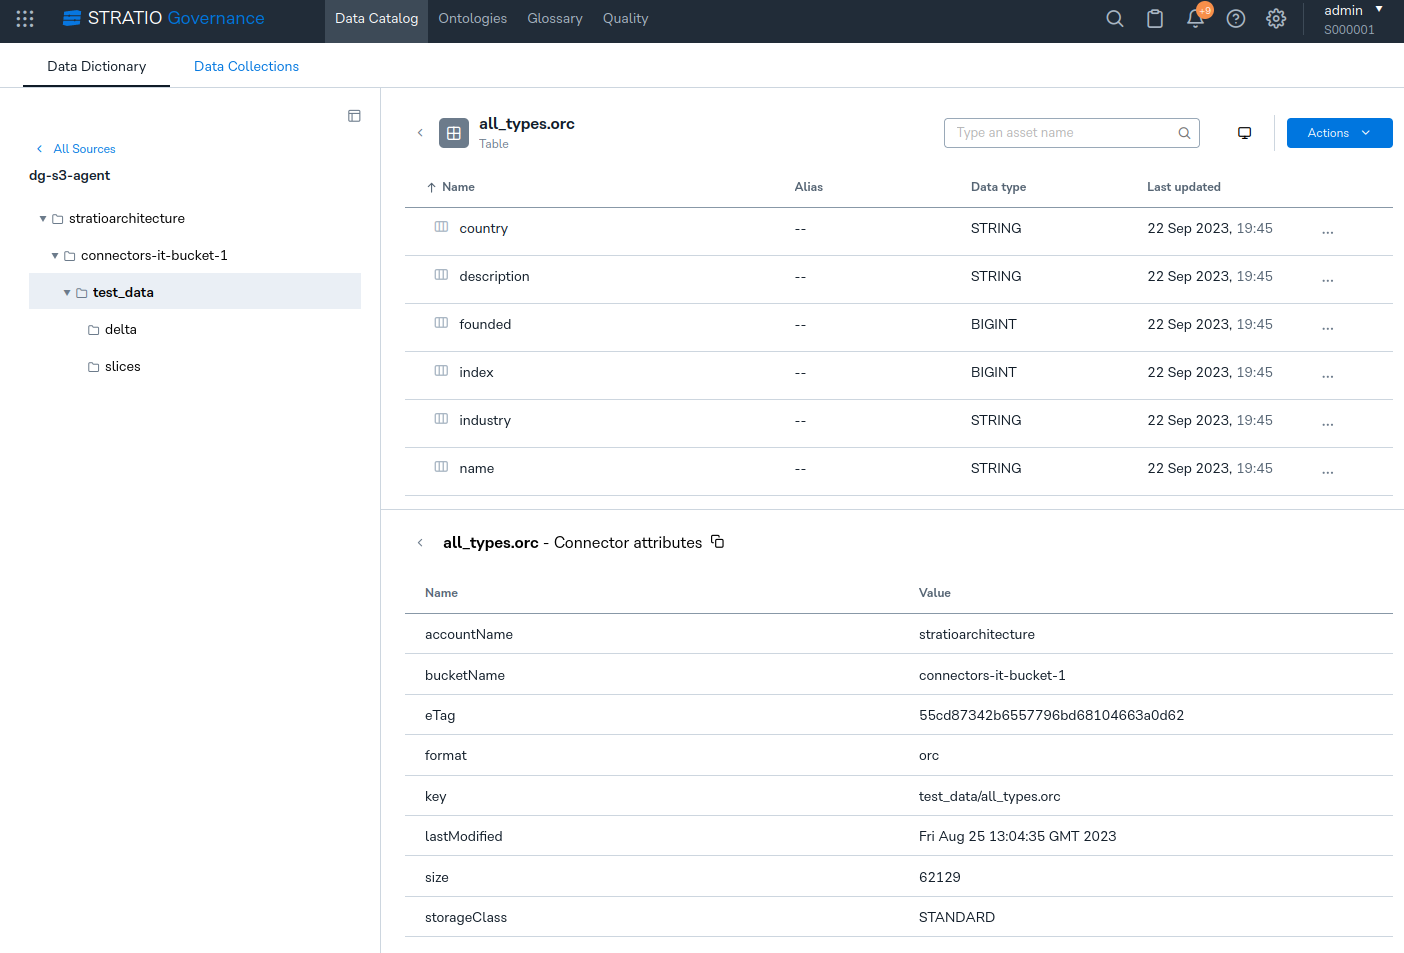 STRATIO Governance
Data Catalog Ontologies Glossary Quality
+9
admin
S000001
Data Dictionary Data Collections
All Sources
dg-s3-agent
stratioarchitecture
connectors-it-bucket-1
test_data
delta
slices
all_types.orc
Table
Type an asset name
Actions
Name Alias Data type Last updated
country -- STRING 22 Sep 2023, 19:45 ...
description -- STRING 22 Sep 2023, 19:45 ...
founded -- BIGINT 22 Sep 2023, 19:45 ...
index -- BIGINT 22 Sep 2023, 19:45 ...
industry -- STRING 22 Sep 2023, 19:45 ...
name -- STRING 22 Sep 2023, 19:45 ...
all_types.orc - Connector attributes
Name Value
accountName stratioarchitecture
bucketName connectors-it-bucket-1
eTag 55cd87342b6557796bd68104663a0d62
format orc
key test_data/all_types.orc
lastModified Fri Aug 25 13:04:35 GMT 2023
size 62129
storageClass STANDARD